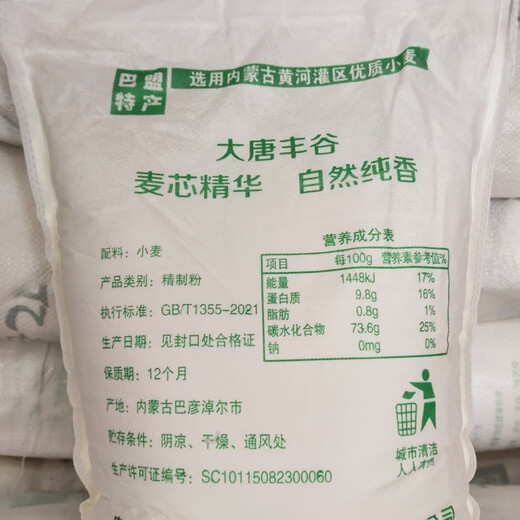 巴盟
特产
选用内蒙古黄河灌区优质小麦
大唐丰谷
麦芯精华 自然纯香
配料：小麦
产品类别：精制粉
执行标准：GB/T1355-2021
生产日期：见封口处合格证
保质期：12个月
产地：内蒙古巴彦淖尔市
贮存条件：阴凉、干燥、通风处
生产许可证编号：SC10115082300060
营养成分表
项目 每100g 营养素参考值%
能量 1448kJ 17%
蛋白质 9.8g 16%
脂肪 0.8g 1%
碳水化合物 73.6g 25%
钠 0mg 0%
城市清洁
人人有责